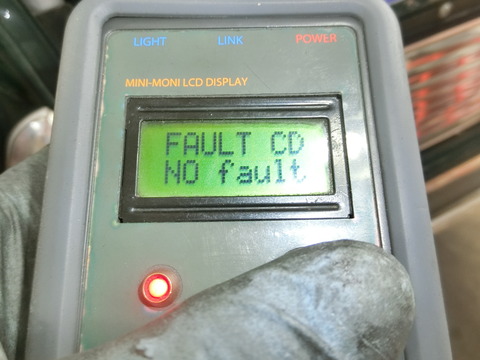 LIGHT LINK POWER
MINI-MONI LCD DISPLAY
FAULT CD
NO fault